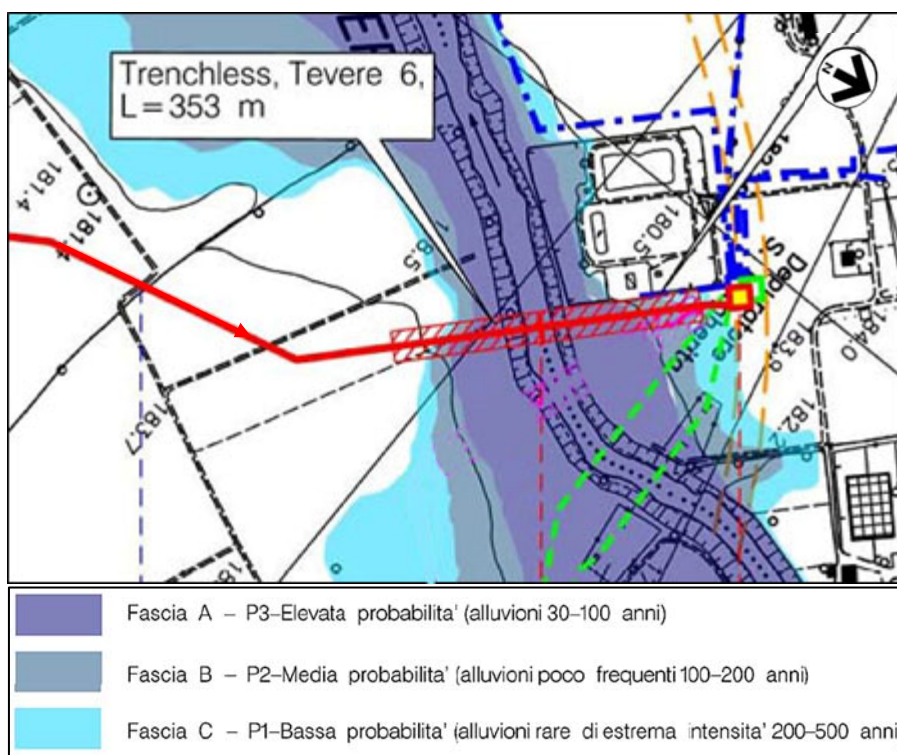 Trenchless, Tevere 6,
L=353 m
N
181.4
181.4
180.5
183.9
184.0
183.7
182.
Depuratore
Fascia A – P3–Elevata probabilita' (alluvioni 30–100 anni)
Fascia B – P2–Media probabilita' (alluvioni poco frequenti 100–200 anni)
Fascia C – P1–Bassa probabilita' (alluvioni rare di estrema intensita' 200–500 anni